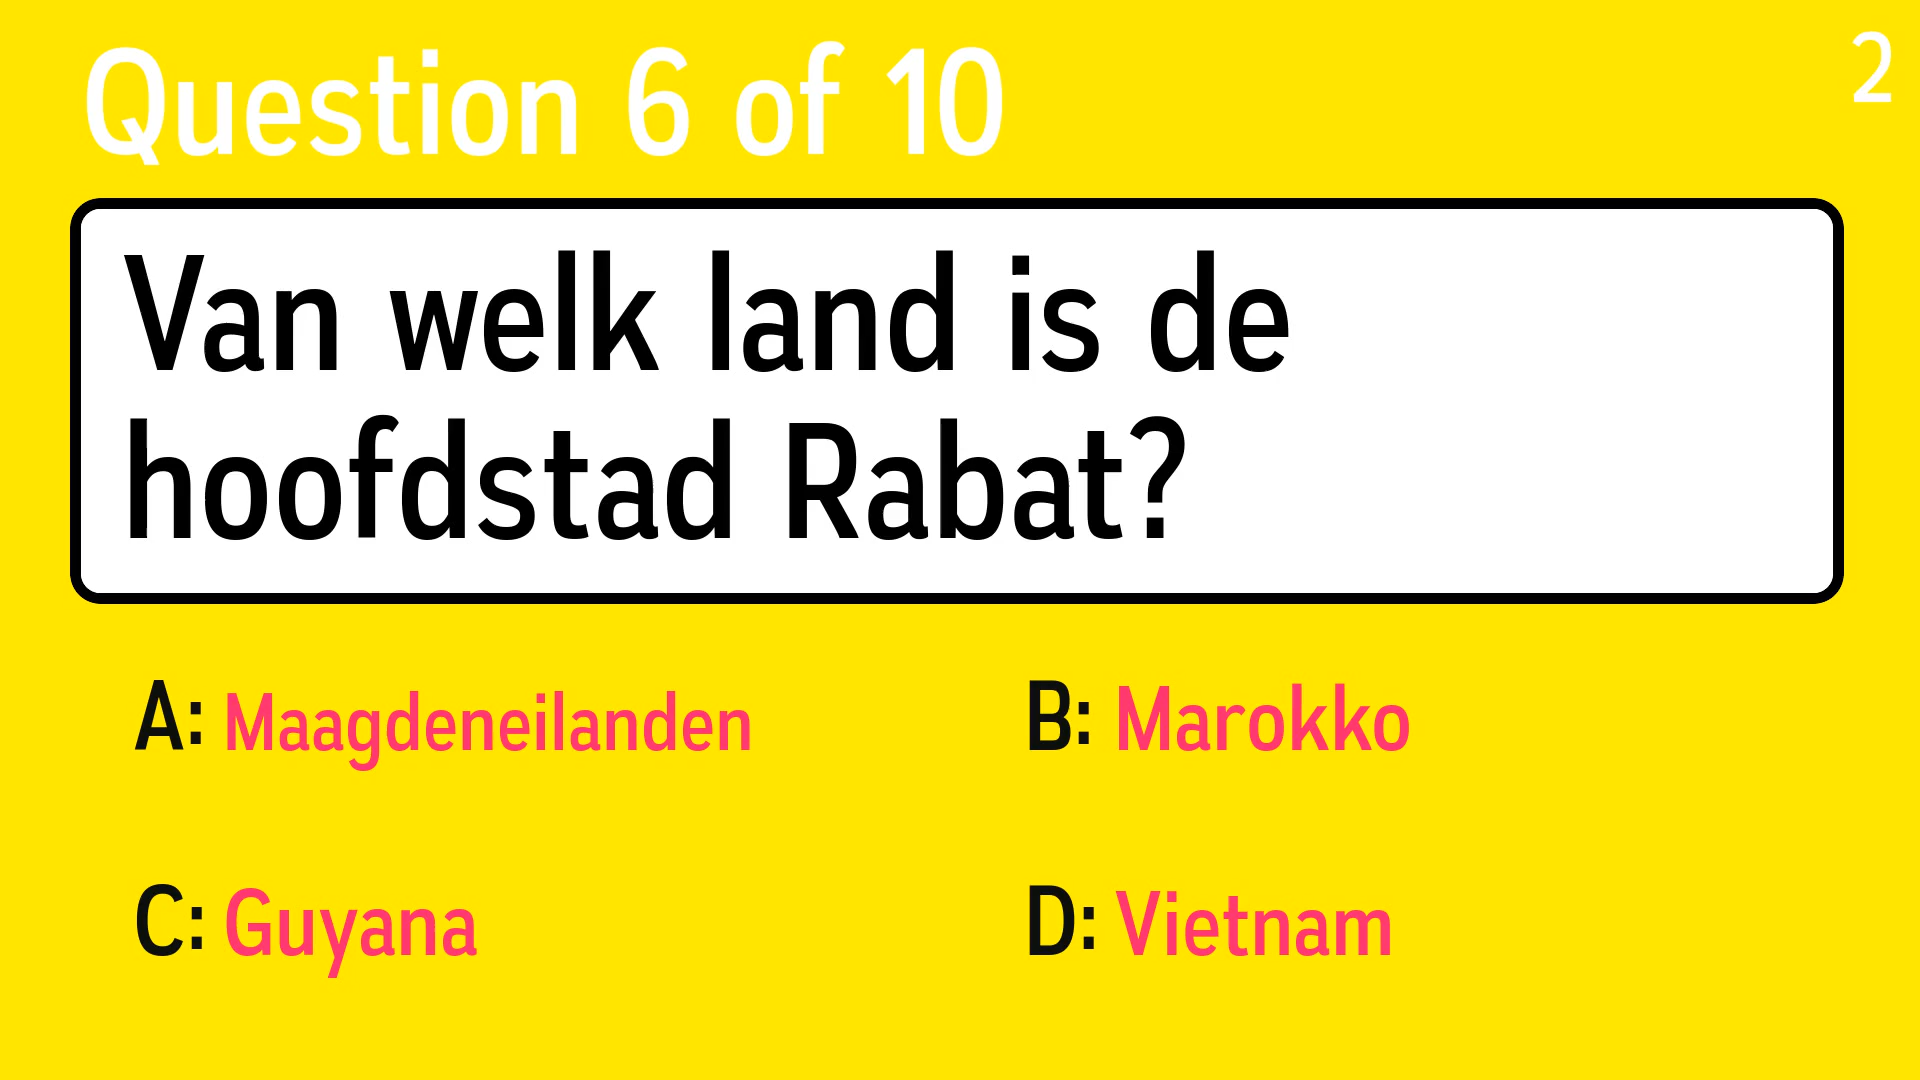 Question 6 of 10
2
Van welk land is de
hoofdstad Rabat?
A: Maagdeneilanden
B: Marokko
C: Guyana
D: Vietnam